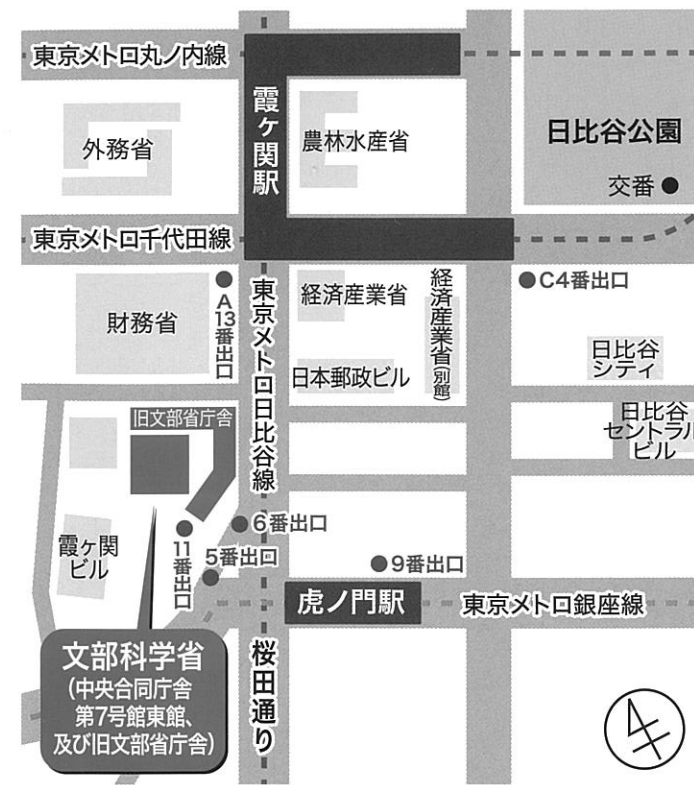 東京メトロ丸ノ内線
霞ヶ関駅
外務省
農林水産省
日比谷公園
交番
東京メトロ千代田線
A13番出口
財務省
東京メトロ日比谷線
経済産業省
経済産業省(別館)
C4番出口
日本郵政ビル
日比谷
シティ
旧文部省庁舎
日比谷
セントラル
ビル
霞ヶ関
ビル
11番出口
6番出口
5番出口
9番出口
虎ノ門駅
東京メトロ銀座線
文部科学省
(中央合同庁舎
第7号館東館、
及び旧文部省庁舎)
桜田通り